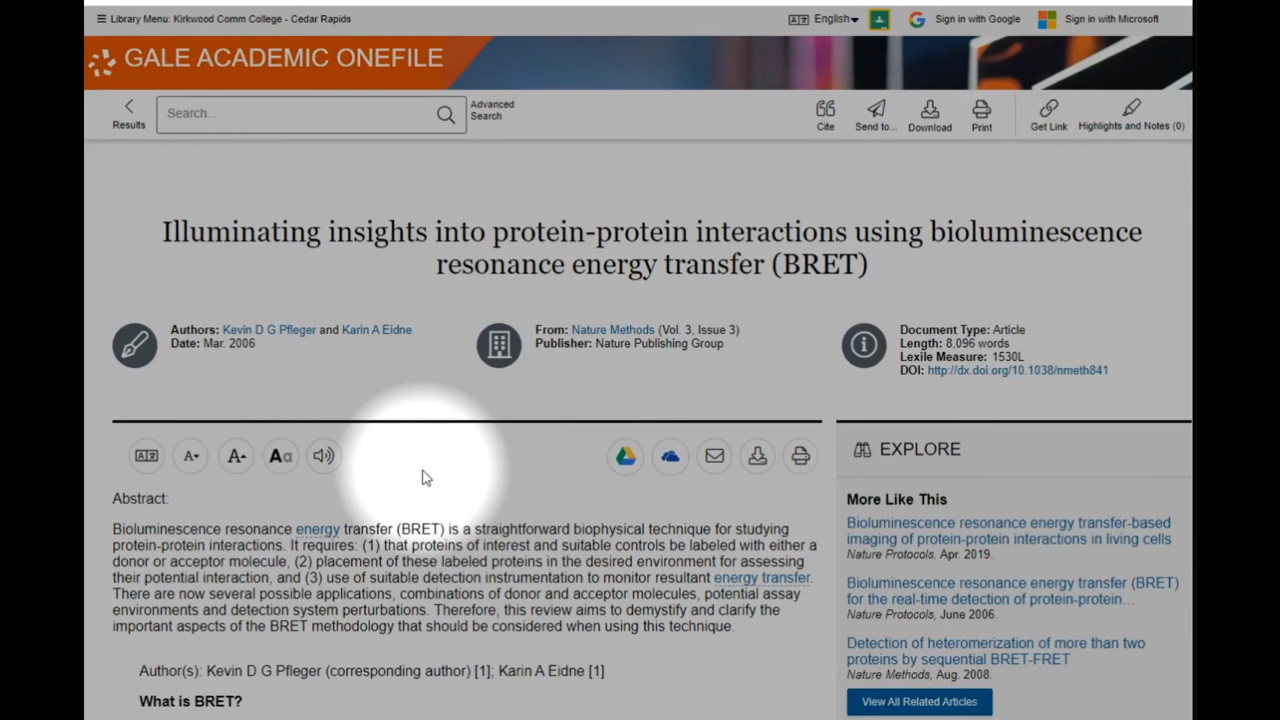 Library Menu: Kirkwood Comm College - Cedar Rapids
English
Sign in with Google
Sign in with Microsoft
GALE ACADEMIC ONEFILE
Results
Search...
Advanced
Search
Cite
Send to...
Download
Print
Get Link
Highlights and Notes (0)
Illuminating insights into protein-protein interactions using bioluminescence
resonance energy transfer (BRET)
Authors: Kevin D G Pfleger and Karin A Eidne
Date: Mar. 2006
From: Nature Methods (Vol. 3, Issue 3)
Publisher: Nature Publishing Group
Document Type: Article
Length: 8,096 words
Lexile Measure: 1530L
DOI: http://dx.doi.org/10.1038/nmeth841
A
A
Aa
Abstract:
Bioluminescence resonance energy transfer (BRET) is a straightforward biophysical technique for studying
protein-protein interactions. It requires: (1) that proteins of interest and suitable controls be labeled with either a
donor or acceptor molecule, (2) placement of these labeled proteins in the desired environment for assessing
their potential interaction, and (3) use of suitable detection instrumentation to monitor resultant energy transfer.
There are now several possible applications, combinations of donor and acceptor molecules, potential assay
environments and detection system perturbations. Therefore, this review aims to demystify and clarify the
important aspects of the BRET methodology that should be considered when using this technique.
Author(s): Kevin D G Pfleger (corresponding author) [1]; Karin A Eidne [1]
What is BRET?
EXPLORE
More Like This
Bioluminescence resonance energy transfer-based
imaging of protein-protein interactions in living cells
Nature Protocols, Apr. 2019.
Bioluminescence resonance energy transfer (BRET)
for the real-time detection of protein-protein…
Nature Protocols, June 2006.
Detection of heteromerization of more than two
proteins by sequential BRET-FRET
Nature Methods, Aug. 2008.
View All Related Articles